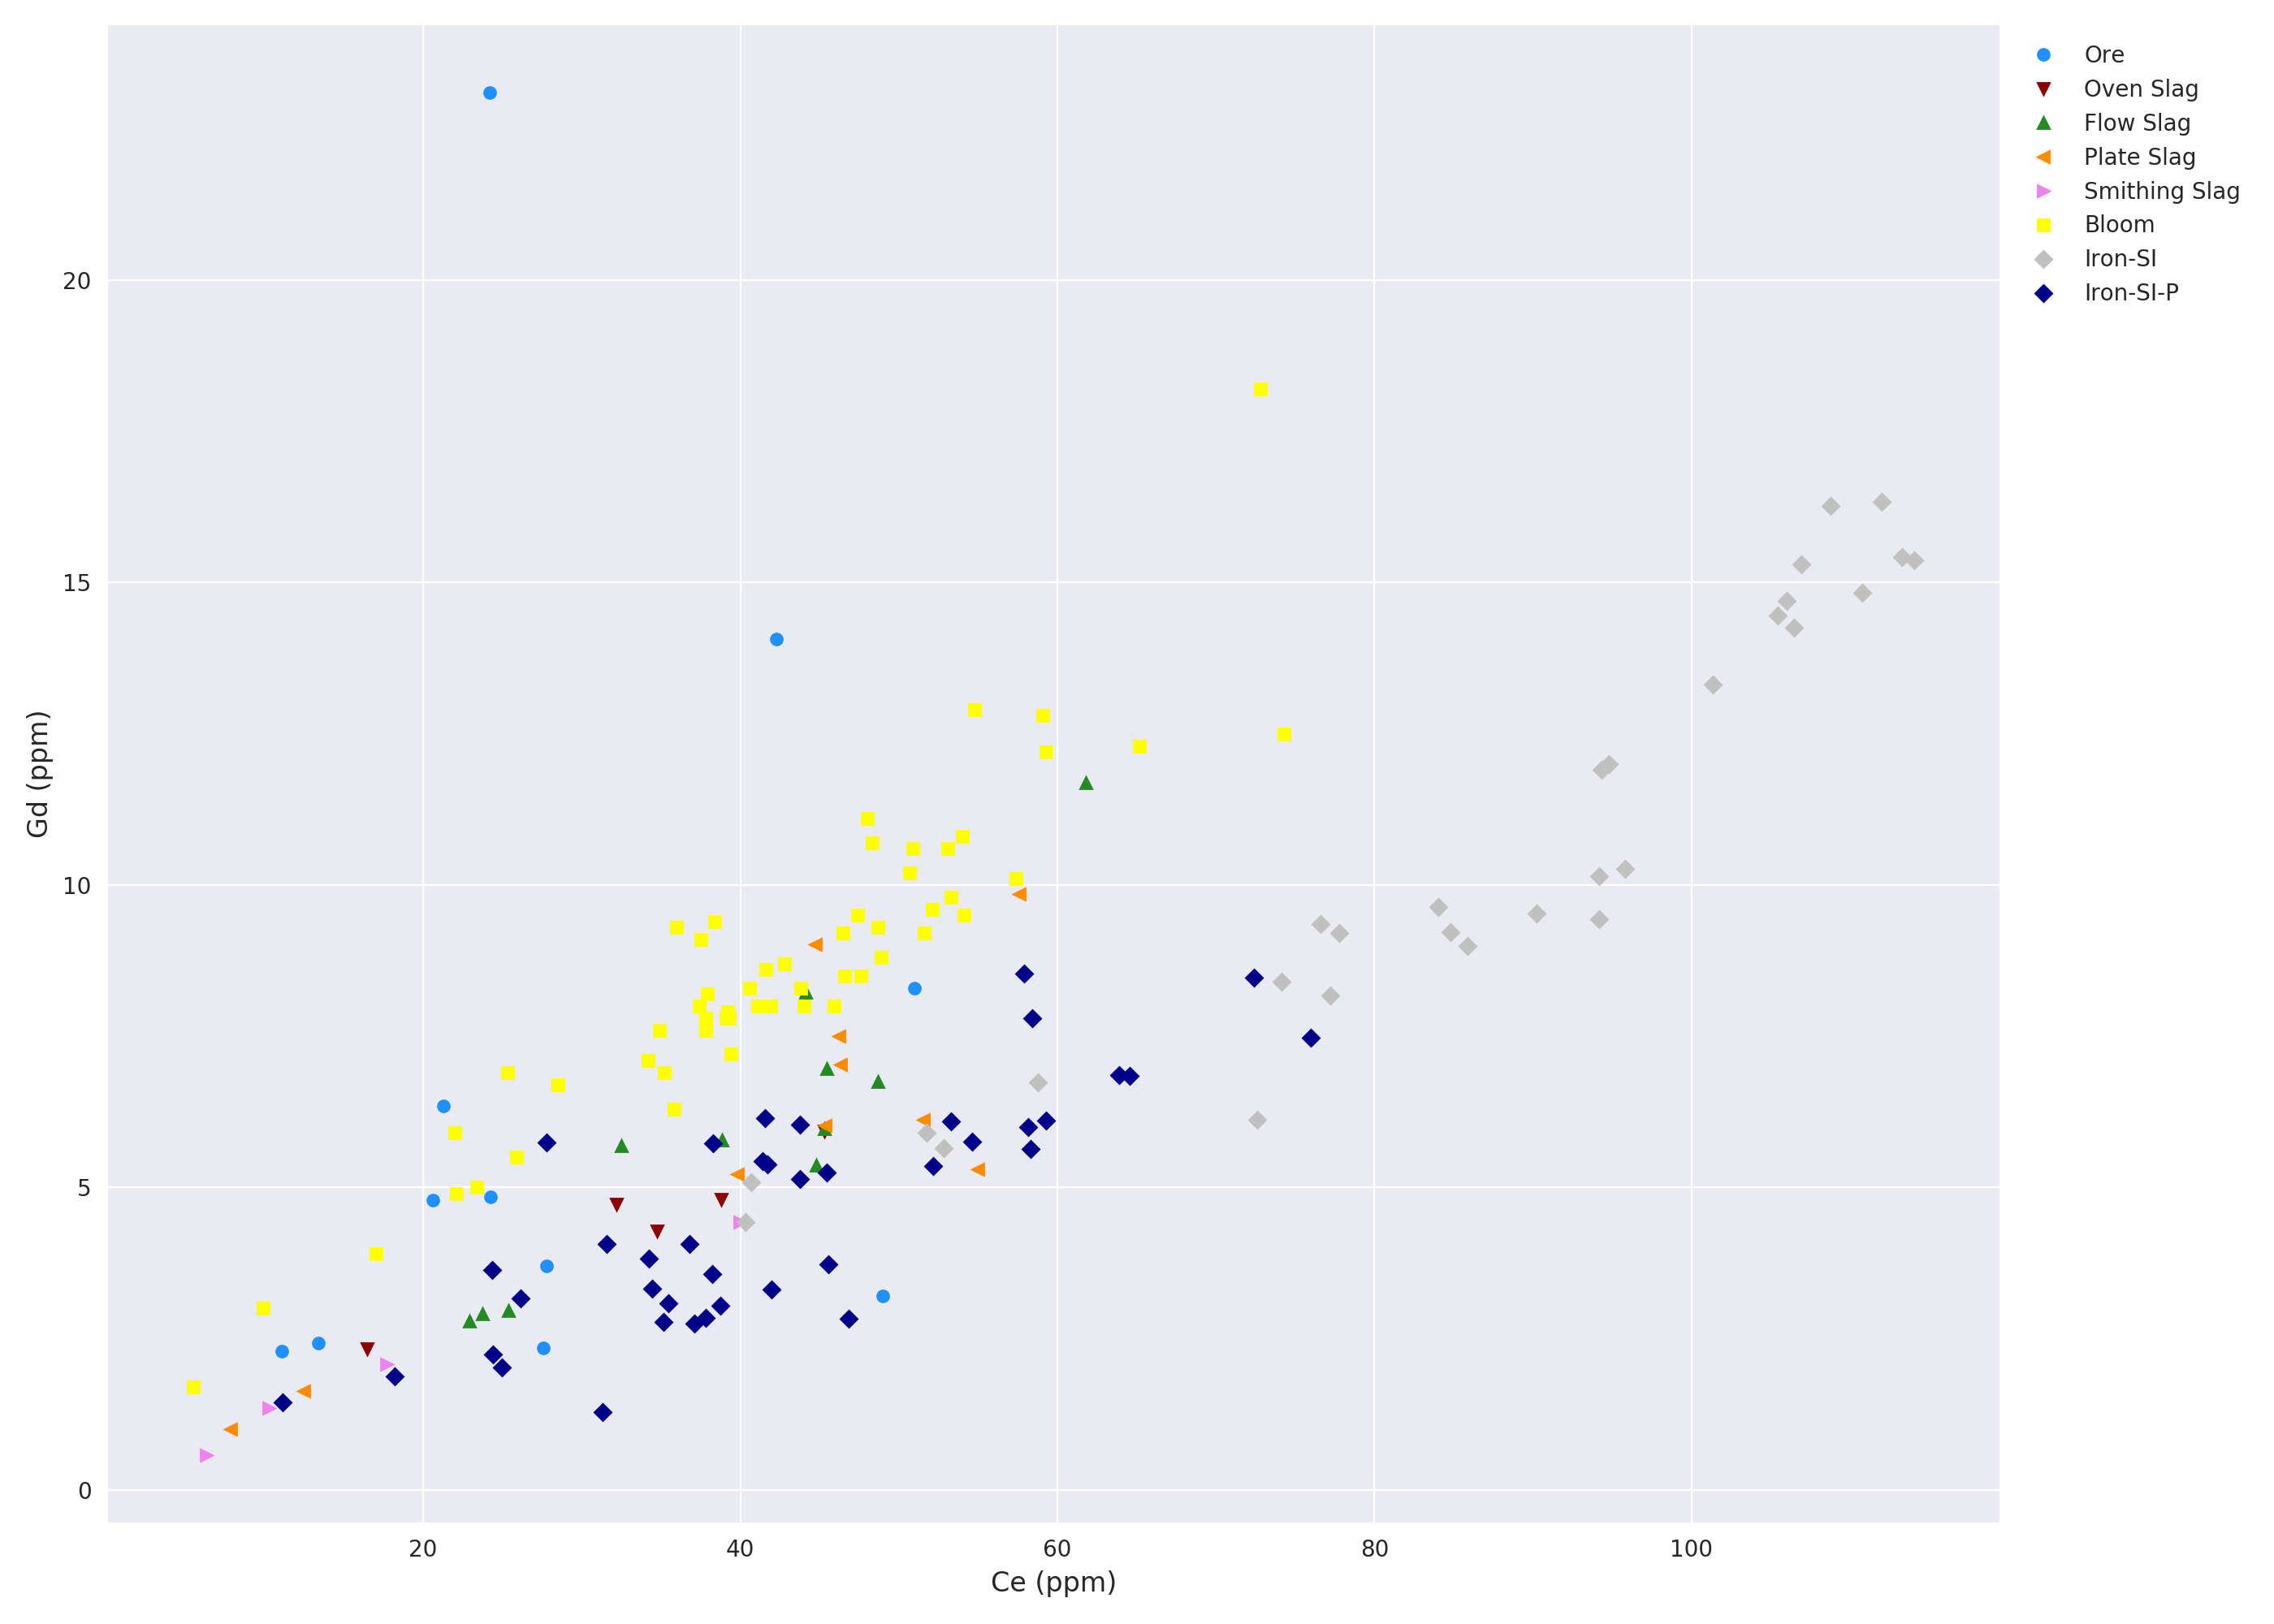 Ore
Oven Slag
Flow Slag
Plate Slag
Smithing Slag
Bloom
Iron-SI
Iron-SI-P
20
15
10
5
0
Gd (ppm)
20 40 60 80 100
Ce (ppm)